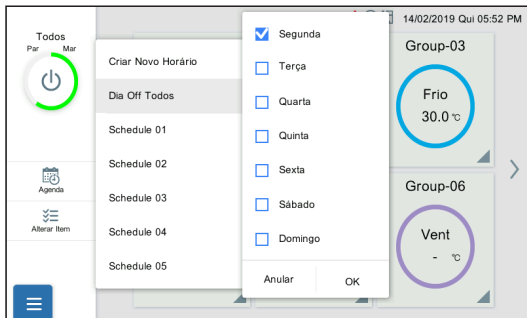 14/02/2019 Qui 05:52 PM
Todos
Par Mar
Agenda
Alterar Item
Criar Novo Horário
Dia Off Todos
Schedule 01
Schedule 02
Schedule 03
Schedule 04
Schedule 05
Segunda
Terça
Quarta
Quinta
Sexta
Sábado
Domingo
Anular OK
Group-03
Frio
30.0 ℃
Group-06
Vent
- ℃